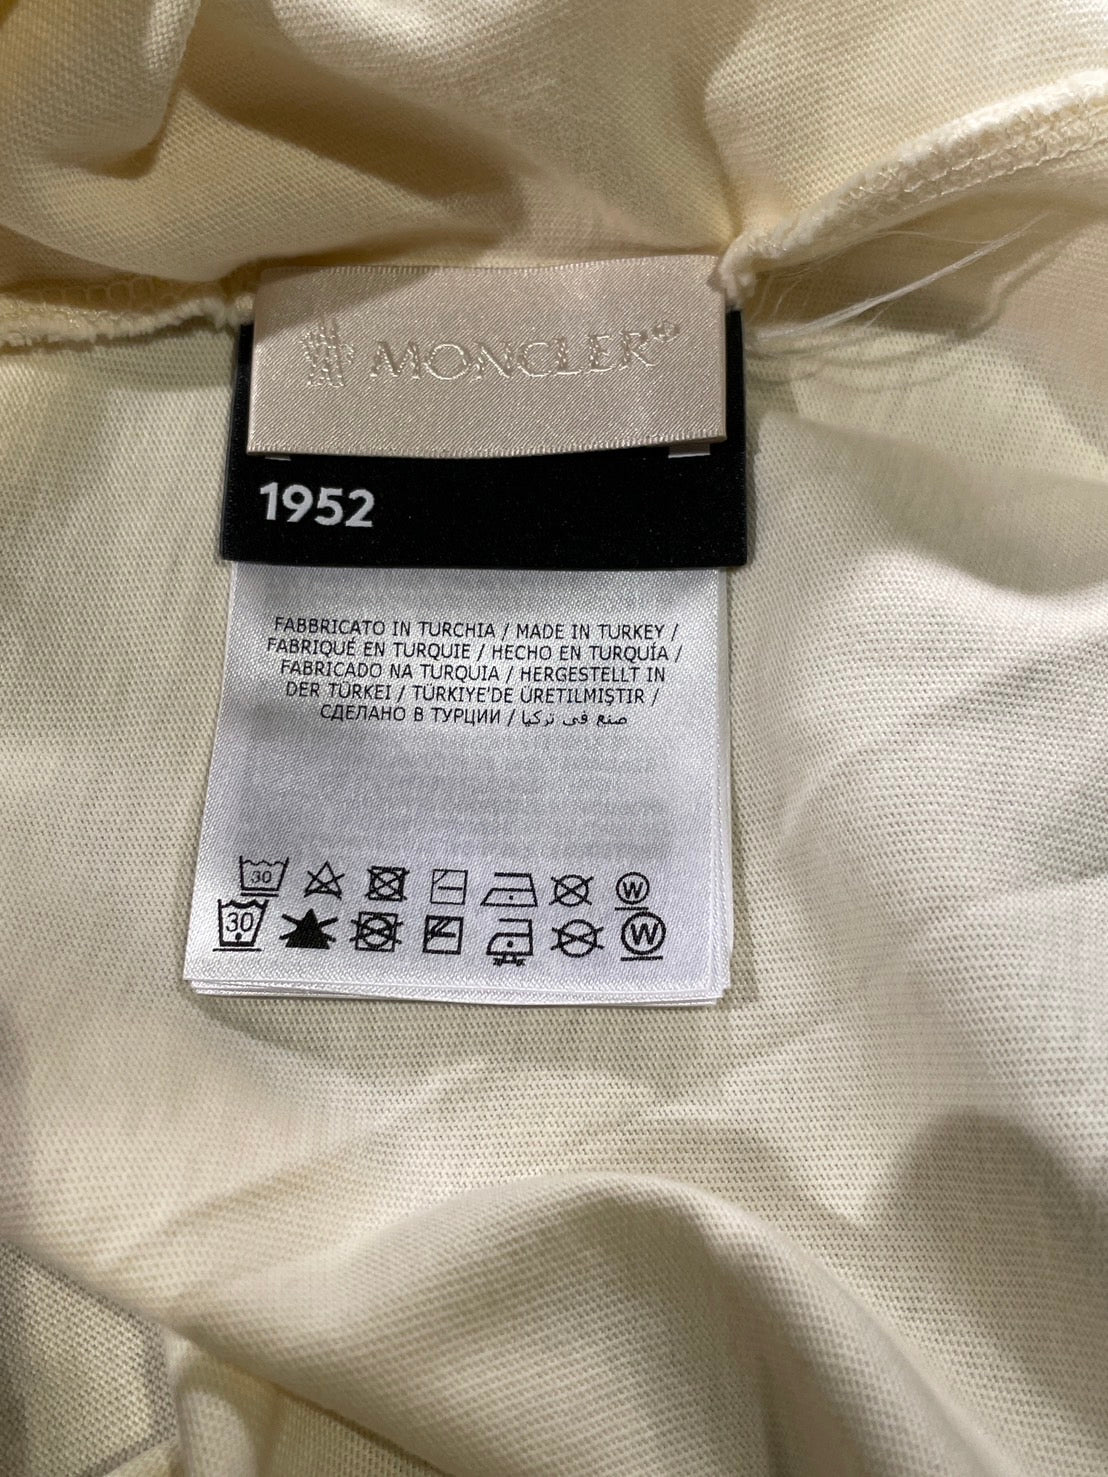 MONCLER®
1952
FABBRICATO IN TURCHIA / MADE IN TURKEY /
FABRIQUÉ EN TURQUIE / HECHO EN TURQUÍA /
FABRICADO NA TURQUIA / HERGESTELLT IN
DER TÜRKEI / TÜRKIYE'DE ÜRETILMIŞTIR /
СДЕЛАНО В ТУРЦИИ / صنع في تركيا
30 W
30 W